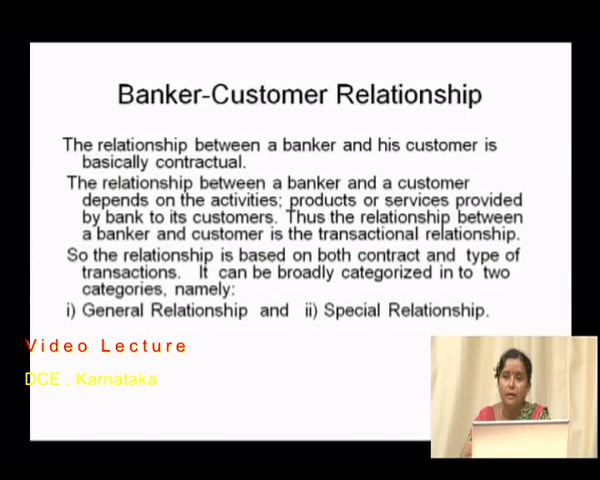 Banker-Customer Relationship
The relationship between a banker and his customer is
basically contractual.
The relationship between a banker and a customer
depends on the activities; products or services provided
by bank to its customers. Thus the relationship between
a banker and customer is the transactional relationship.
So the relationship is based on both contract and type of
transactions. It can be broadly categorized in to two
categories, namely:
i) General Relationship and ii) Special Relationship.
Video Lecture
DCE , Karnataka